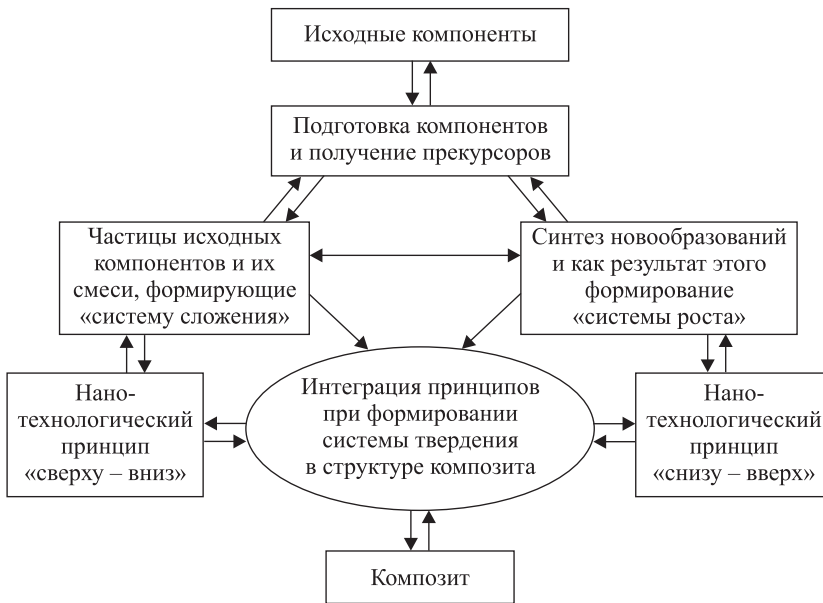 Исходные компоненты
Подготовка компонентов
и получение прекурсоров
Частицы исходных
компонентов и их
смеси, формирующие
«систему сложения»
Синтез новообразований
и как результат этого
формирование
«системы роста»
Нано-
технологический
принцип
«сверху – вниз»
Интеграция принципов
при формировании
системы твердения
в структуре композита
Нано-
технологический
принцип
«снизу – вверх»
Композит